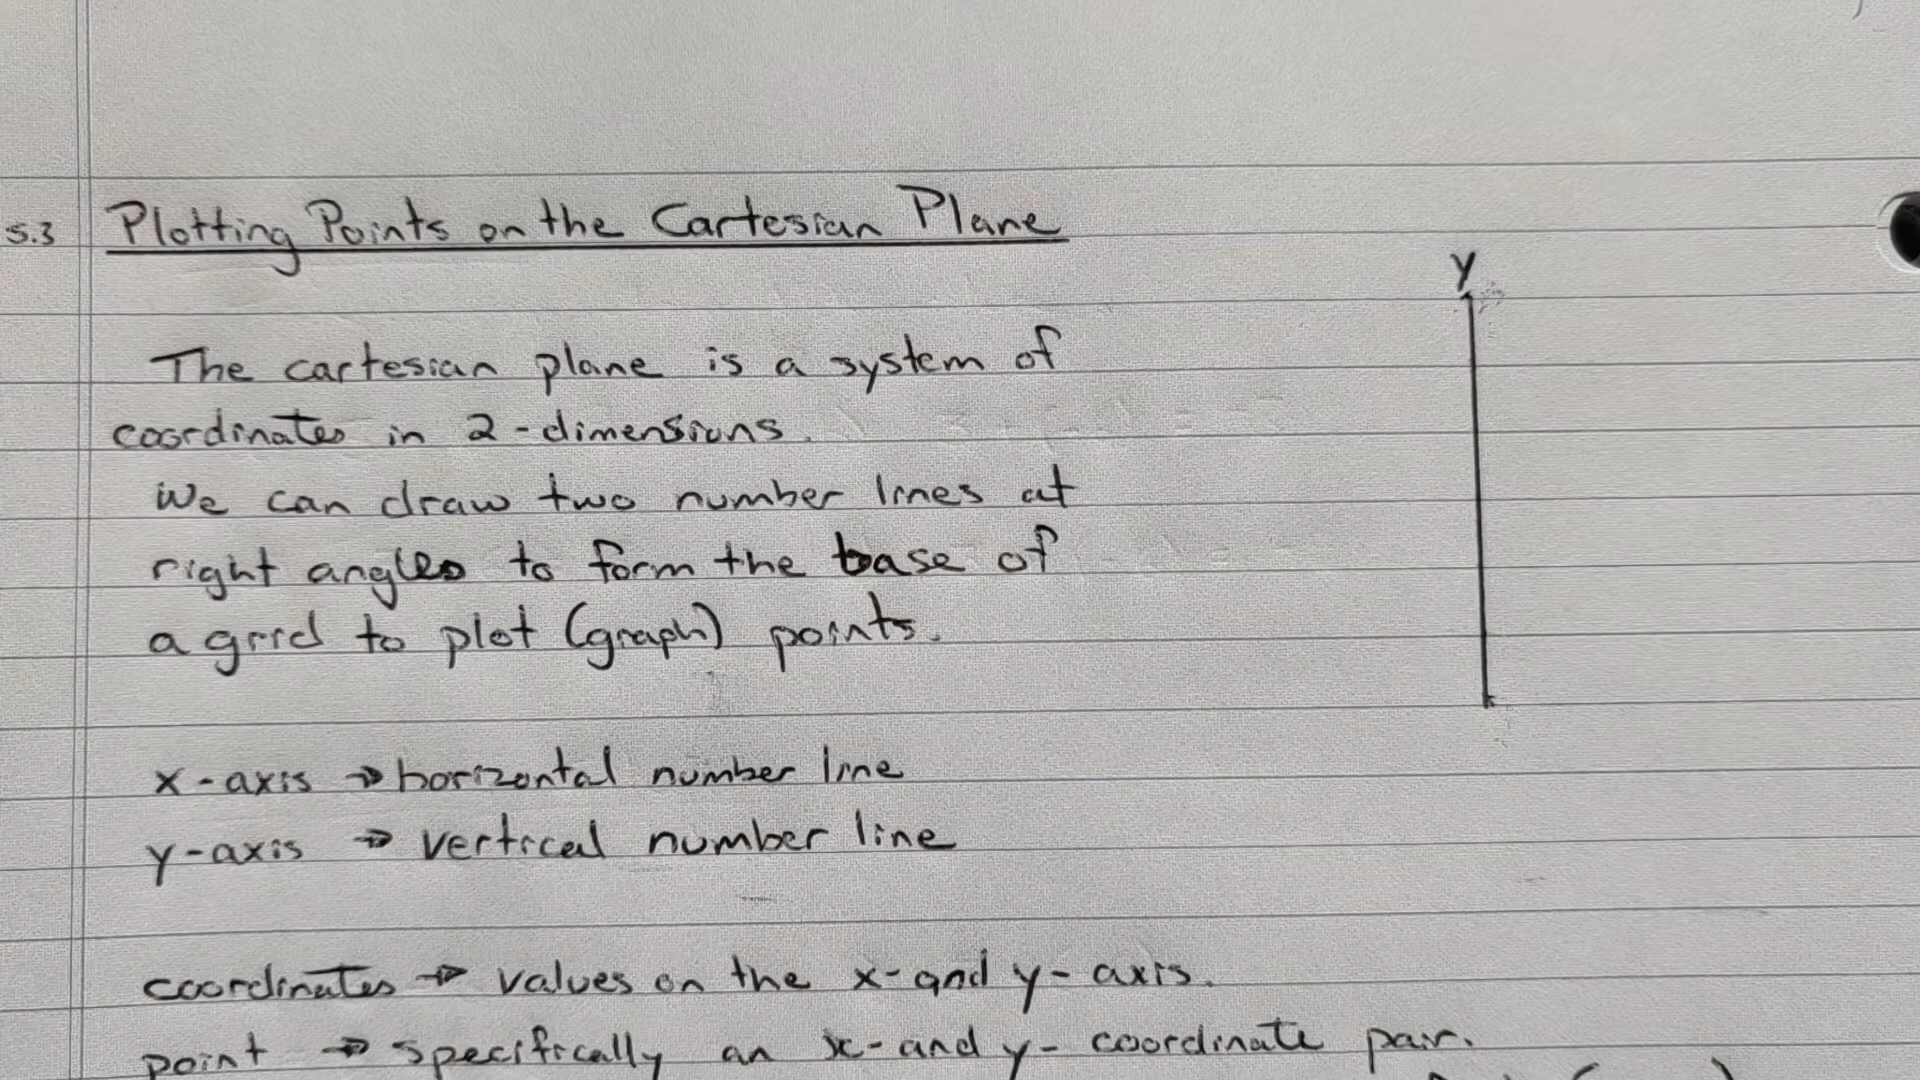 5.3 Plotting Points on the Cartesian Plane
y
The cartesian plane is a system of
coordinates in 2-dimensions.
We can draw two number lines at
right angles to form the base of
a grid to plot (graph) points.
x-axis → horizontal number line
y-axis → vertical number line
coordinates → values on the x-and y-axis.
point → specifically an x-and y-coordinate pair.